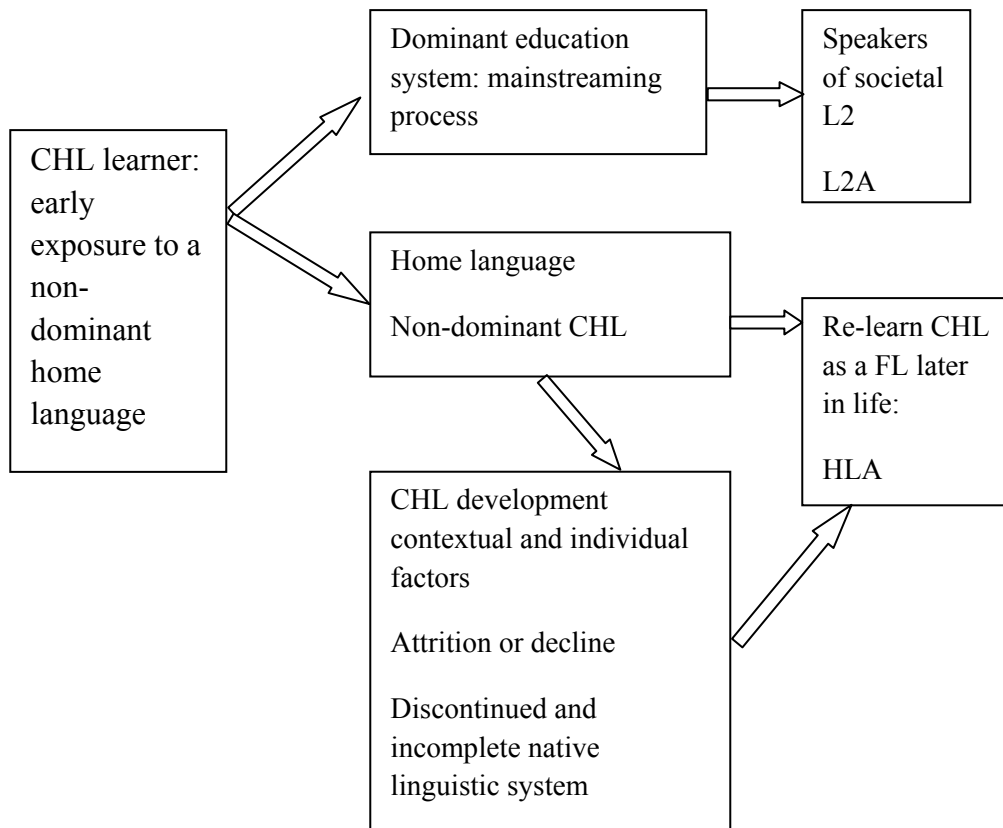 CHL learner:
early
exposure to a
non-
dominant
home
language
Dominant education
system: mainstreaming
process
Speakers
of societal
L2
L2A
Home language
Non-dominant CHL
Re-learn CHL
as a FL later
in life:
HLA
CHL development
contextual and individual
factors
Attrition or decline
Discontinued and
incomplete native
linguistic system